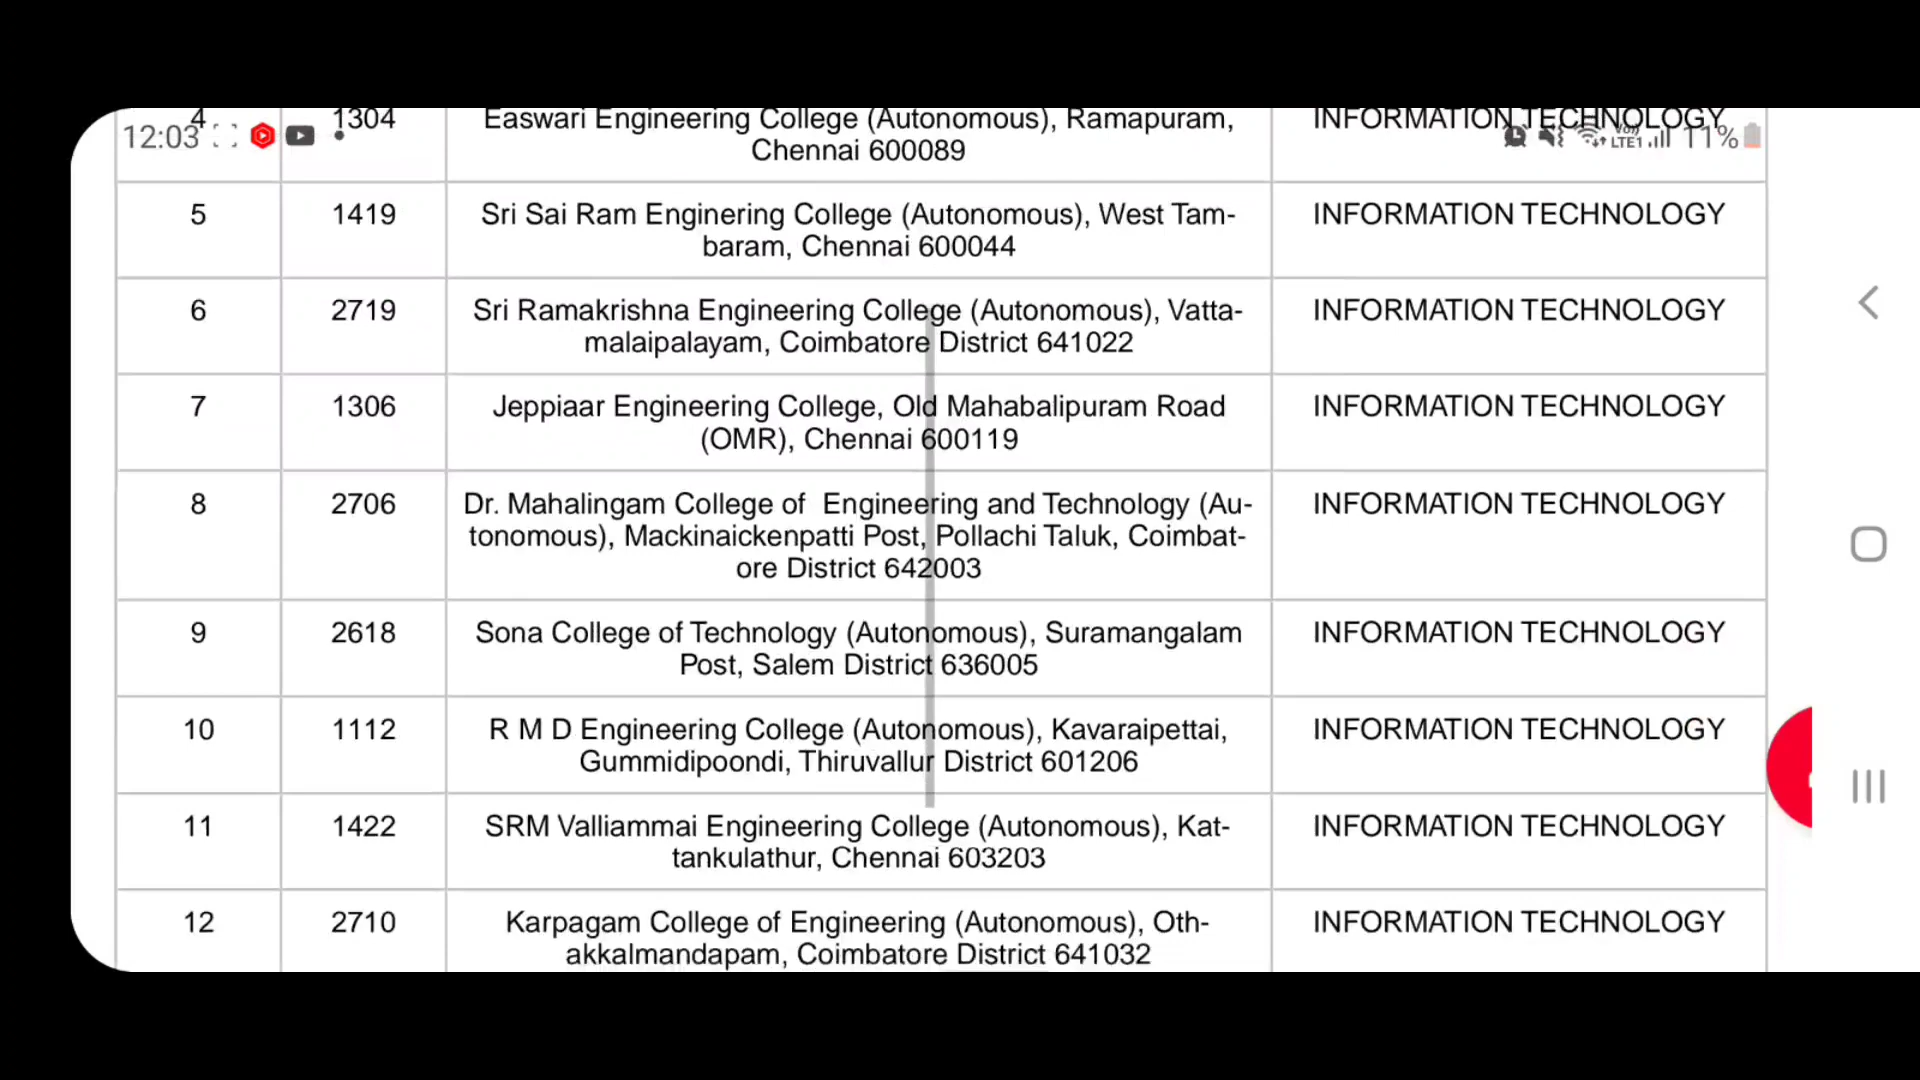 4 1304 Easwari Engineering College (Autonomous), Ramapuram, INFORMATION TECHNOLOGY
12:03 LTE1 11%
Chennai 600089
5 1419 Sri Sai Ram Enginering College (Autonomous), West Tam- INFORMATION TECHNOLOGY
baram, Chennai 600044
6 2719 Sri Ramakrishna Engineering College (Autonomous), Vatta- INFORMATION TECHNOLOGY
malaipalayam, Coimbatore District 641022
7 1306 Jeppiaar Engineering College, Old Mahabalipuram Road INFORMATION TECHNOLOGY
(OMR), Chennai 600119
8 2706 Dr. Mahalingam College of Engineering and Technology (Au- INFORMATION TECHNOLOGY
tonomous), Mackinaickenpatti Post, Pollachi Taluk, Coimbat-
ore District 642003
9 2618 Sona College of Technology (Autonomous), Suramangalam INFORMATION TECHNOLOGY
Post, Salem District 636005
10 1112 R M D Engineering College (Autonomous), Kavaraipettai, INFORMATION TECHNOLOGY
Gummidipoondi, Thiruvallur District 601206
11 1422 SRM Valliammai Engineering College (Autonomous), Kat- INFORMATION TECHNOLOGY
tankulathur, Chennai 603203
12 2710 Karpagam College of Engineering (Autonomous), Oth- INFORMATION TECHNOLOGY
akkalmandapam, Coimbatore District 641032